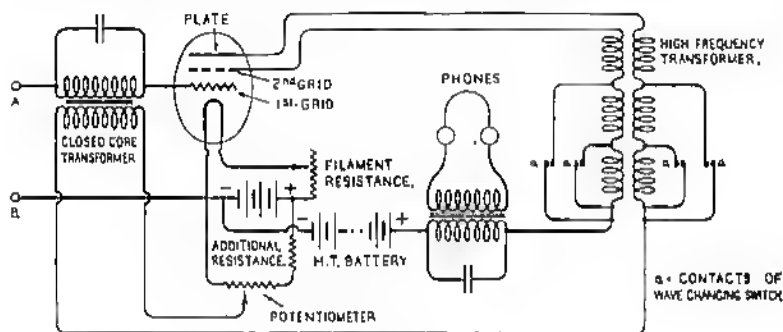 PLATE
2nd GRID
1st. GRID
PHONES
HIGH FREQUENCY
TRANSFORMER.
A
CLOSED CORE
TRANSFORMER
FILAMENT
RESISTANCE.
B
-
+
-
+
ADDITIONAL
RESISTANCE.
H.T. BATTERY
POTENTIOMETER
a
a
a
a
a = CONTACTS OF
WAVE CHANGING SWITCH